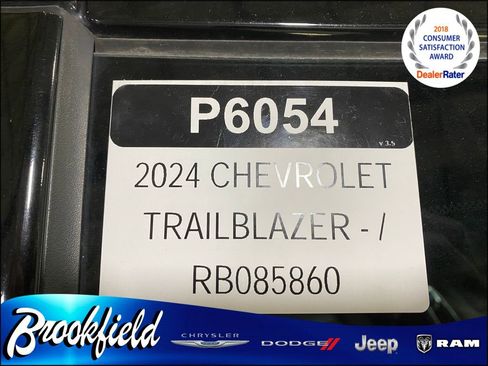 2018
CONSUMER
SATISFACTION
AWARD
DealerRater
P6054
v 3.5
2024 CHEVROLET
TRAILBLAZER - /
RB085860
Brookfield
CHRYSLER
DODGE
Jeep
RAM